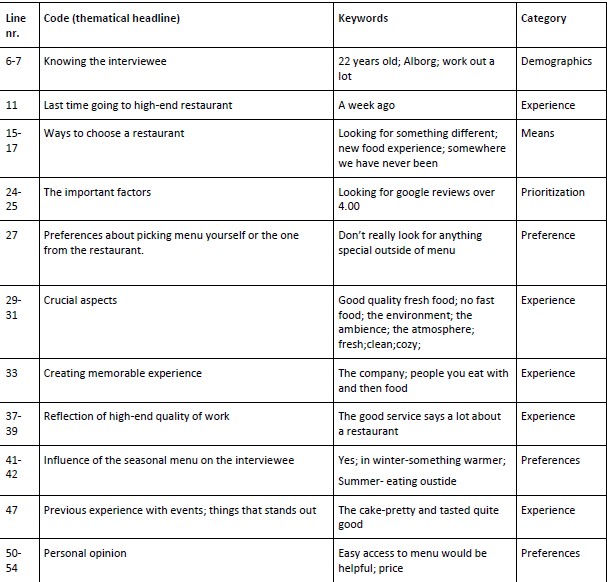 Line nr. Code (thematical headline) Keywords Category
6-7 Knowing the interviewee 22 years old; Alborg; work out a lot Demographics
11 Last time going to high-end restaurant A week ago Experience
15-17 Ways to choose a restaurant Looking for something different; new food experience; somewhere we have never been Means
24-25 The important factors Looking for google reviews over 4.00 Prioritization
27 Preferences about picking menu yourself or the one from the restaurant. Don't really look for anything special outside of menu Preference
29-31 Crucial aspects Good quality fresh food; no fast food; the environment; the ambience; the atmosphere; fresh;clean;cozy; Experience
33 Creating memorable experience The company; people you eat with and then food Experience
37-39 Reflection of high-end quality of work The good service says a lot about a restaurant Experience
41-42 Influence of the seasonal menu on the interviewee Yes; in winter-something warmer; Summer- eating oustide Preferences
47 Previous experience with events; things that stands out The cake-pretty and tasted quite good Experience
50-54 Personal opinion Easy access to menu would be helpful; price Preferences